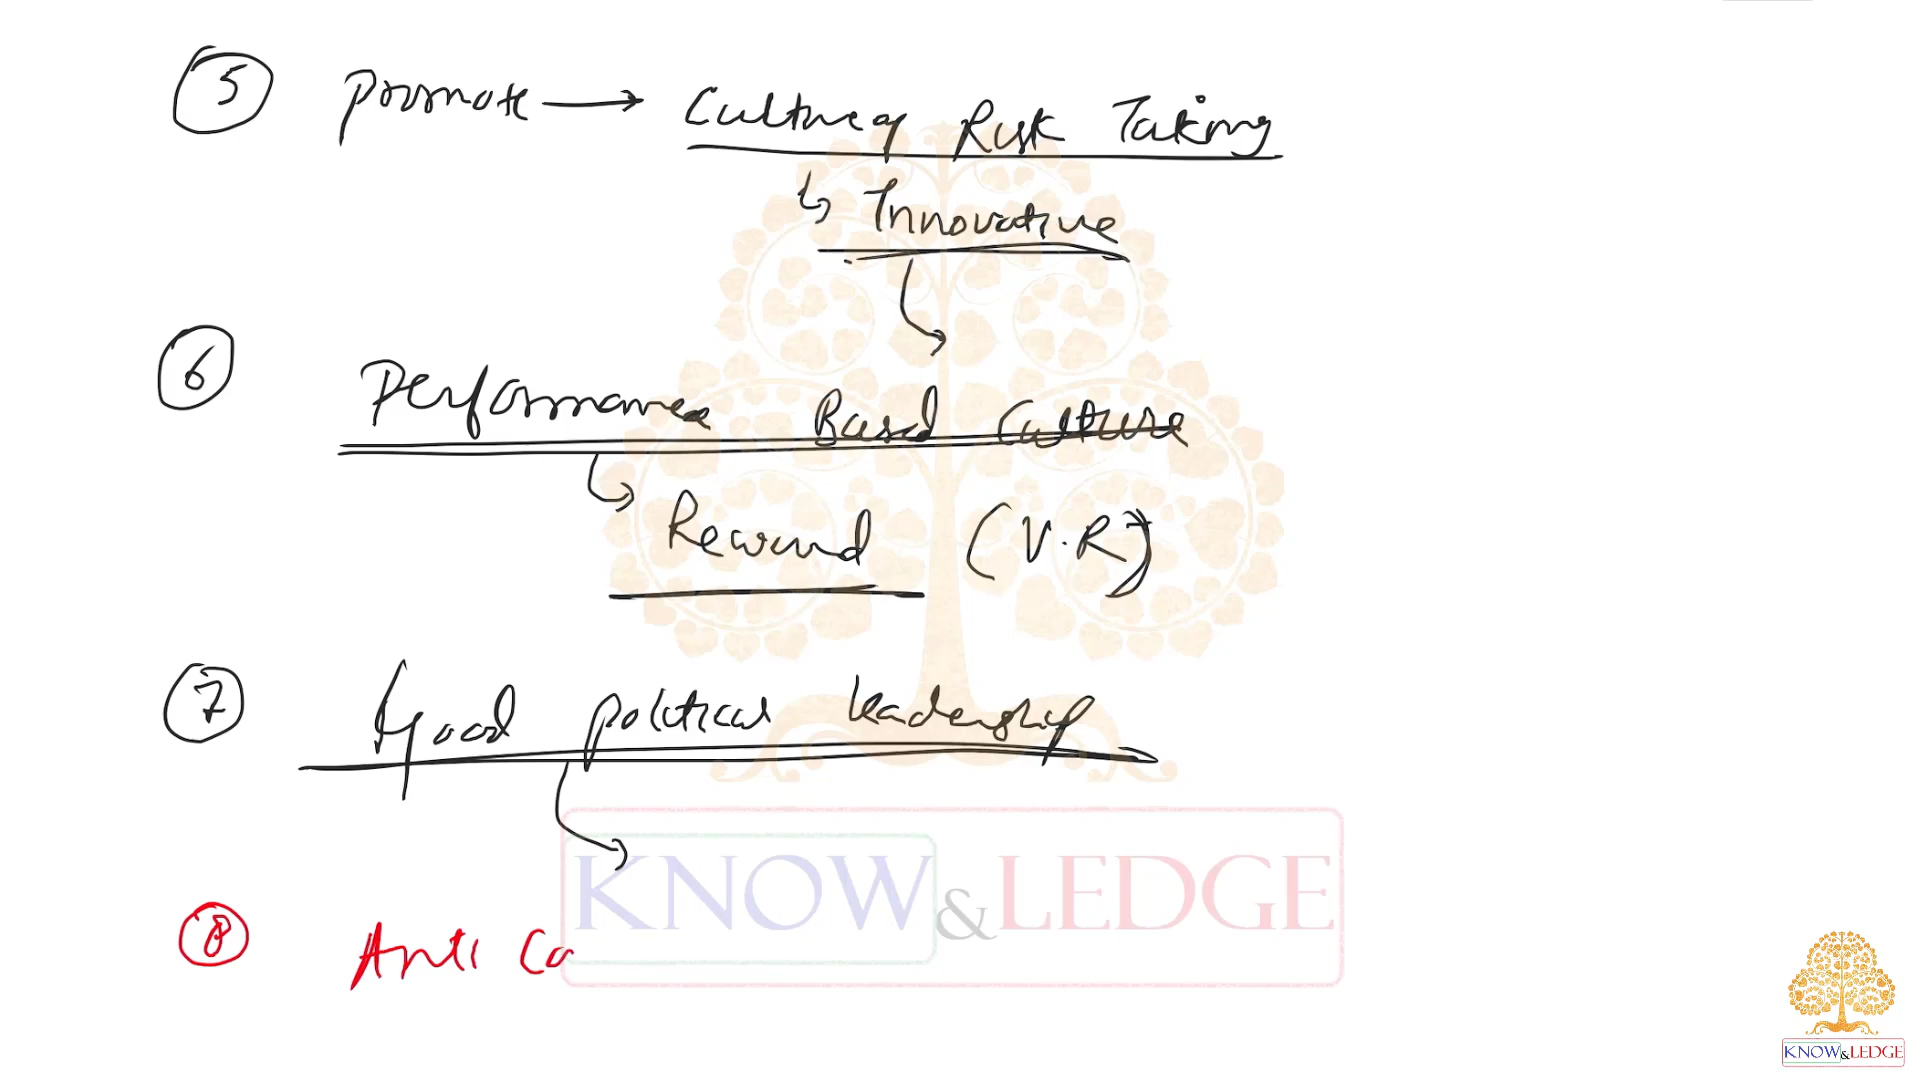 5 Promote → Culture of Risk Taking
↳ Innovative
6 Performance Based Culture
↳ Reward (V.R)
7 Good political leadership
KNOW&LEDGE
8 Anti Co
KNOW&LEDGE